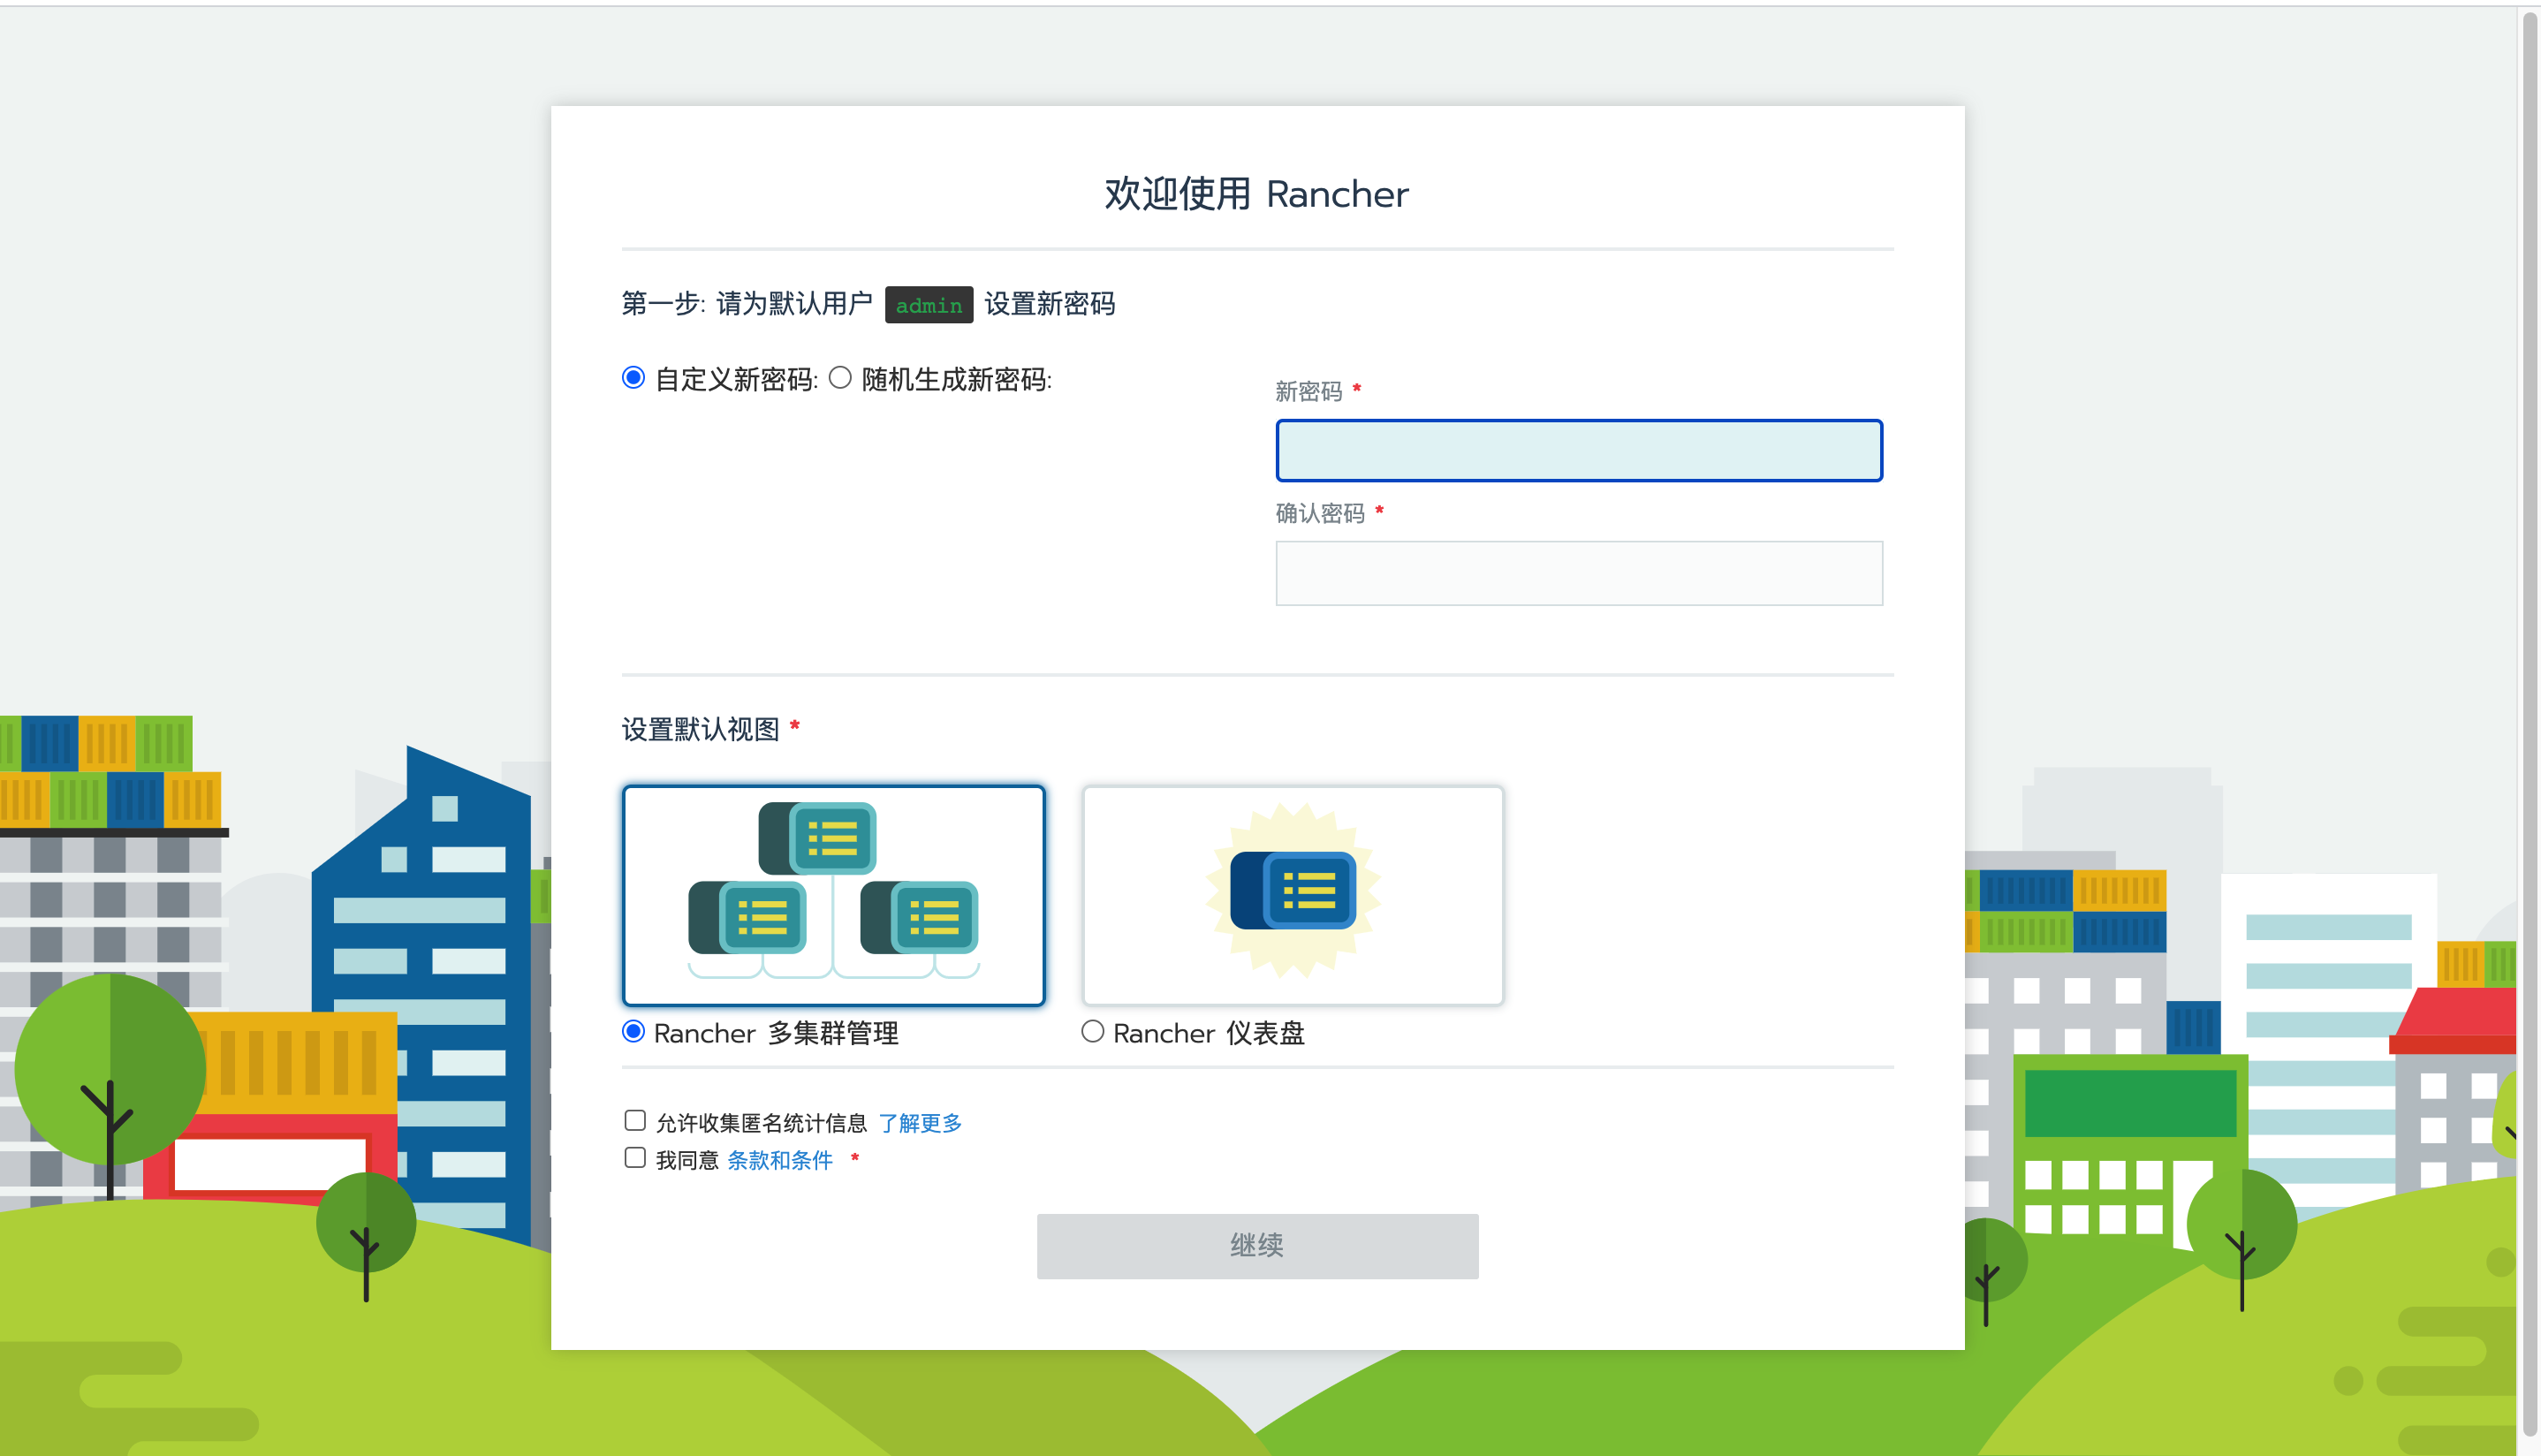 欢迎使用 Rancher
第一步: 请为默认用户 admin 设置新密码
自定义新密码: 随机生成新密码:
新密码 *
确认密码 *
设置默认视图 *
Rancher 多集群管理
Rancher 仪表盘
允许收集匿名统计信息 了解更多
我同意 条款和条件 *
继续